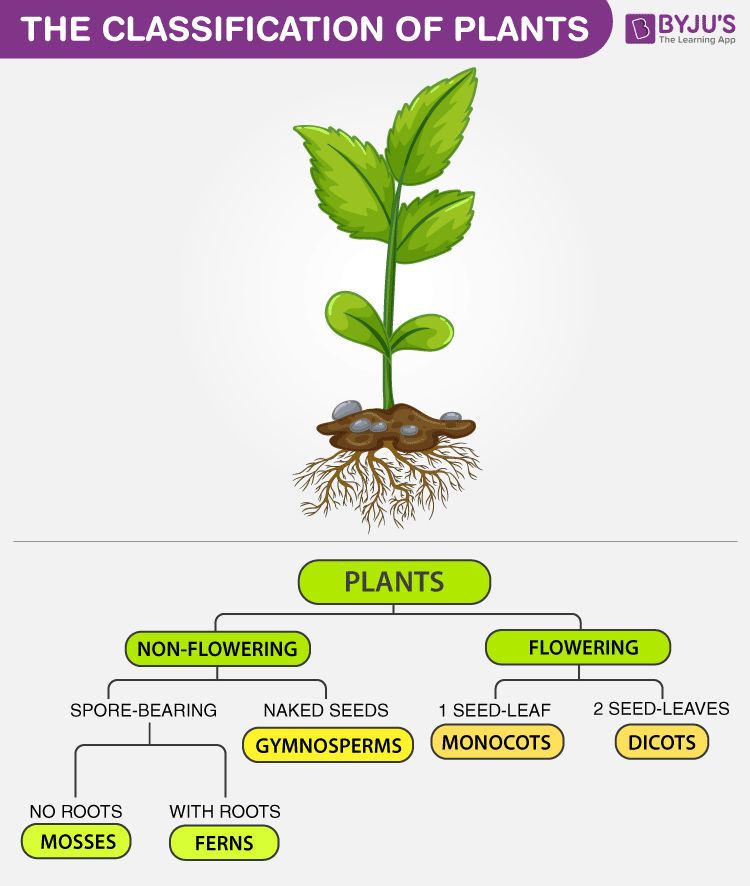 THE CLASSIFICATION OF PLANTS
BYJU'S
The Learning App
PLANTS
NON-FLOWERING
FLOWERING
SPORE-BEARING
NAKED SEEDS
GYMNOSPERMS
1 SEED-LEAF
MONOCOTS
2 SEED-LEAVES
DICOTS
NO ROOTS
MOSSES
WITH ROOTS
FERNS